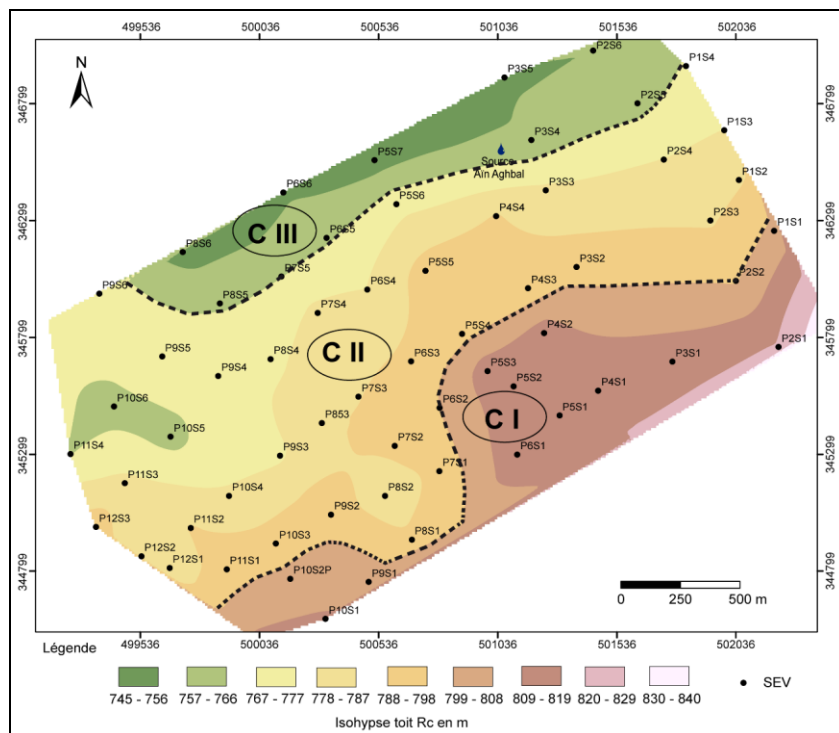 499536 500036 500536 501036 501536 502036
N
346799 346799
346299 346299
345799 345799
345299 345299
344799 344799
P2S6
P1S4
P3S5
P2S5
P1S3
P3S4
Source
Ain Aghbal
P2S4
P5S7
P1S2
P3S3
P6S6
P5S6
P4S4
P2S3
P1S1
C III
P6S5
P8S6
P3S2
P5S5
P7S5
P2S2
P4S3
P6S4
P9S6
P8S5
P7S4
P5S4
P4S2
P2S1
C II
P9S5
P8S4
P6S3
P3S1
P5S3
P9S4
P5S2
P4S1
P7S3
P10S6
P6S2
C I
P5S1
P853
P10S5
P7S2
P11S4
P9S3
P6S1
P7S1
P11S3
P10S4
P8S2
P9S2
P12S3
P11S2
P8S1
P10S3
P12S2
P12S1
P11S1
P10S2P
P9S1
P10S1
0 250 500 m
499536 500036 500536 501036 501536 502036
Légende
745 - 756 757 - 766 767 - 777 778 - 787 788 - 798 799 - 808 809 - 819 820 - 829 830 - 840 SEV
Isohypse toit Rc en m